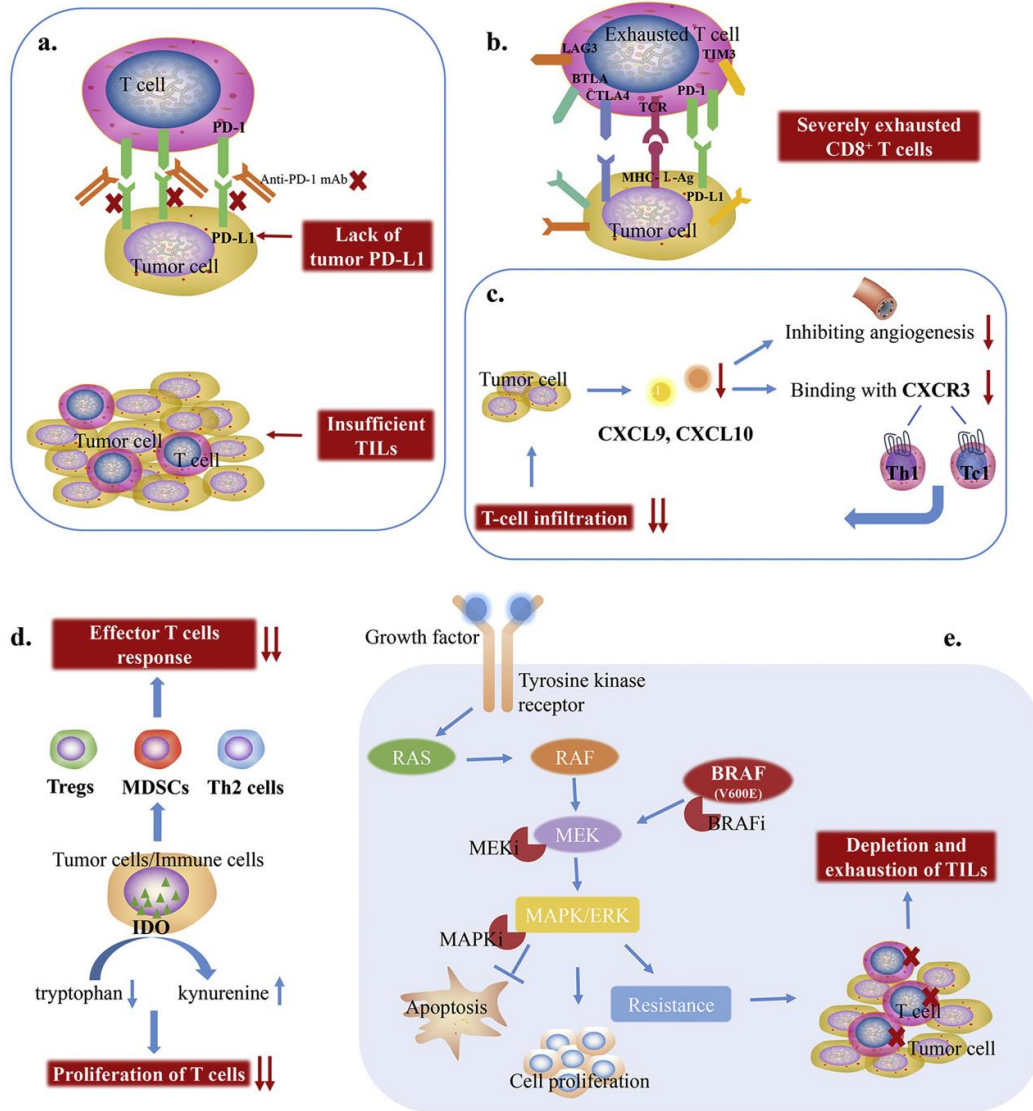 a.
T cell
PD-1
Anti-PD-1 mAb
PD-L1
Tumor cell
Lack of
tumor PD-L1
Tumor cell
T cell
Insufficient
TILs
b.
Exhausted T cell
LAG3
TIM3
BTLA
PD-1
CTLA4
TCR
MHC- I -Ag
PD-L1
Tumor cell
Severely exhausted
CD8⁺ T cells
c.
Tumor cell
CXCL9, CXCL10
Inhibiting angiogenesis
Binding with CXCR3
Th1
Tc1
T-cell infiltration
d.
Effector T cells
response
Tregs
MDSCs
Th2 cells
Tumor cells/Immune cells
IDO
tryptophan
kynurenine
Proliferation of T cells
e.
Growth factor
Tyrosine kinase
receptor
RAS
RAF
BRAF
(V600E)
BRAFi
MEK
MEKi
MAPK/ERK
MAPKi
Apoptosis
Cell proliferation
Resistance
Depletion and
exhaustion of TILs
T cell
Tumor cell